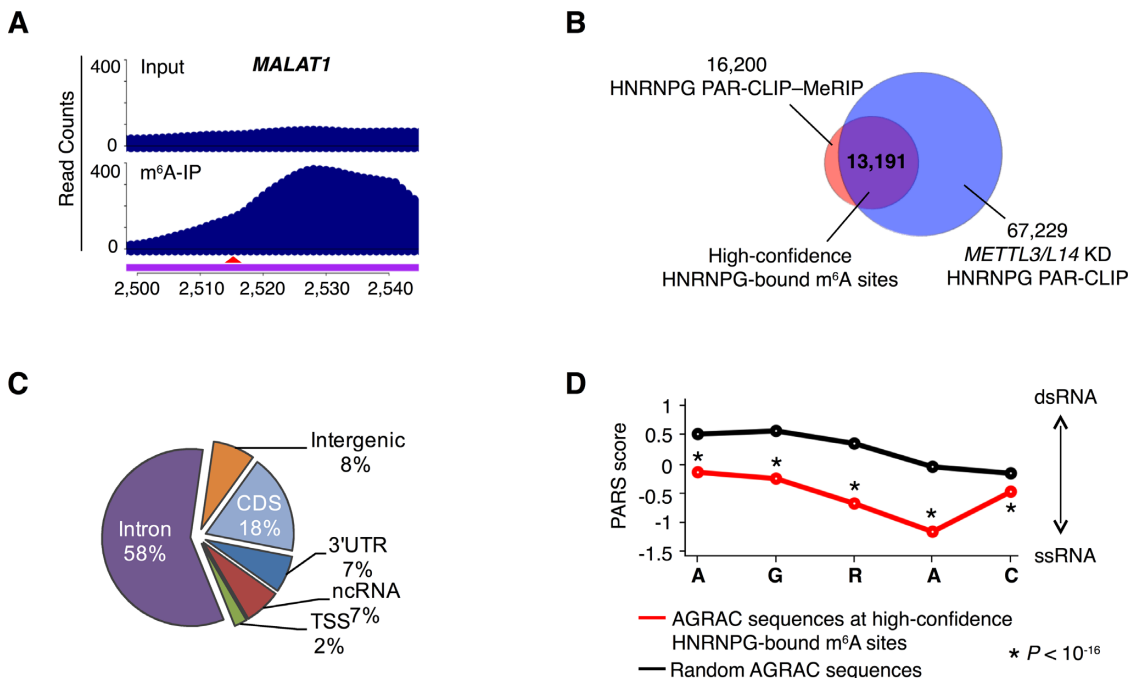 A
MALAT1
Read Counts
400
Input
0
400
m⁶A-IP
0
2,500 2,510 2,520 2,530 2,540
B
16,200
HNRNPG PAR-CLIP–MeRIP
13,191
High-confidence
HNRNPG-bound m⁶A sites
67,229
METTL3/L14 KD
HNRNPG PAR-CLIP
C
Intergenic
8%
CDS
18%
Intron
58%
3'UTR
7%
ncRNA
7%
TSS
2%
D
PARS score
1
0.5
0
-0.5
-1
-1.5
* * * * *
A G R A C
dsRNA
ssRNA
AGRAC sequences at high-confidence
HNRNPG-bound m⁶A sites
Random AGRAC sequences
* P < 10⁻¹⁶